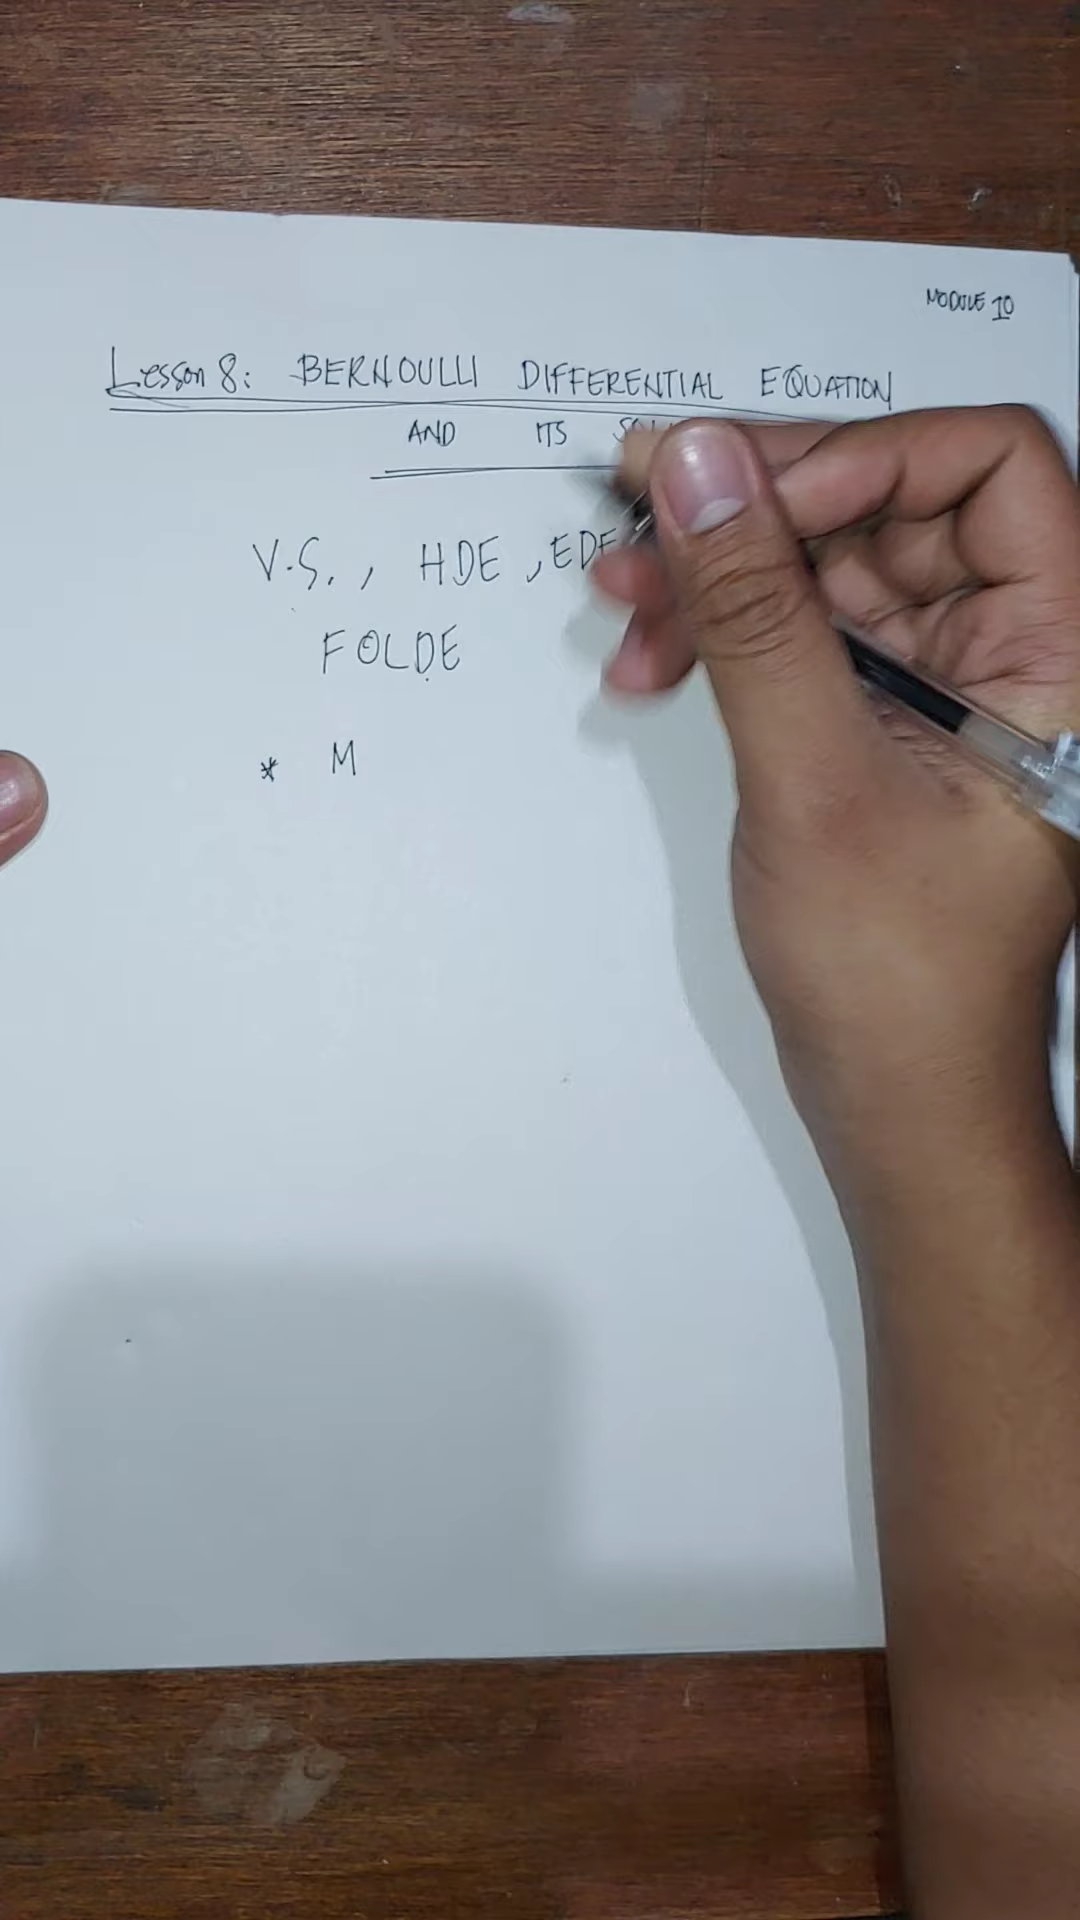 MODULE 10
Lesson 8: BERNOULLI DIFFERENTIAL EQUATION
AND ITS
V.S., HDE, EDE
FOLDE
* M